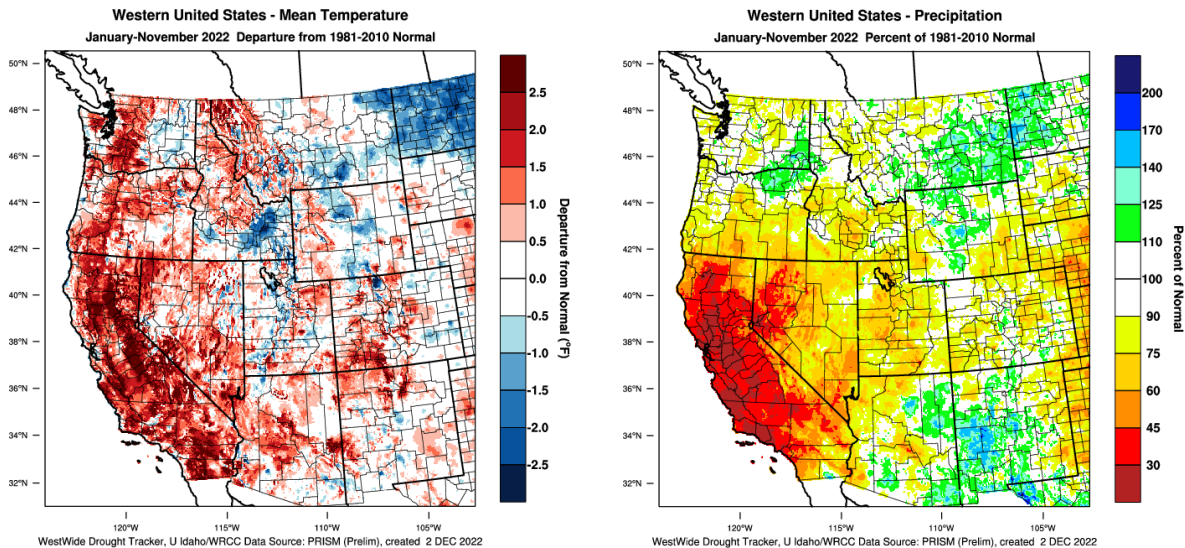 Western United States - Mean Temperature
January-November 2022 Departure from 1981-2010 Normal
50°N
48°N
46°N
44°N
42°N
40°N
38°N
36°N
34°N
32°N
120°W
115°W
110°W
105°W
2.5
2.0
1.5
1.0
0.5
0.0
-0.5
-1.0
-1.5
-2.0
-2.5
Departure from Normal (°F)
WestWide Drought Tracker, U Idaho/WRCC Data Source: PRISM (Prelim), created 2 DEC 2022
Western United States - Precipitation
January-November 2022 Percent of 1981-2010 Normal
50°N
48°N
46°N
44°N
42°N
40°N
38°N
36°N
34°N
32°N
120°W
115°W
110°W
105°W
200
170
140
125
110
100
90
75
60
45
30
Percent of Normal
WestWide Drought Tracker, U Idaho/WRCC Data Source: PRISM (Prelim), created 2 DEC 2022